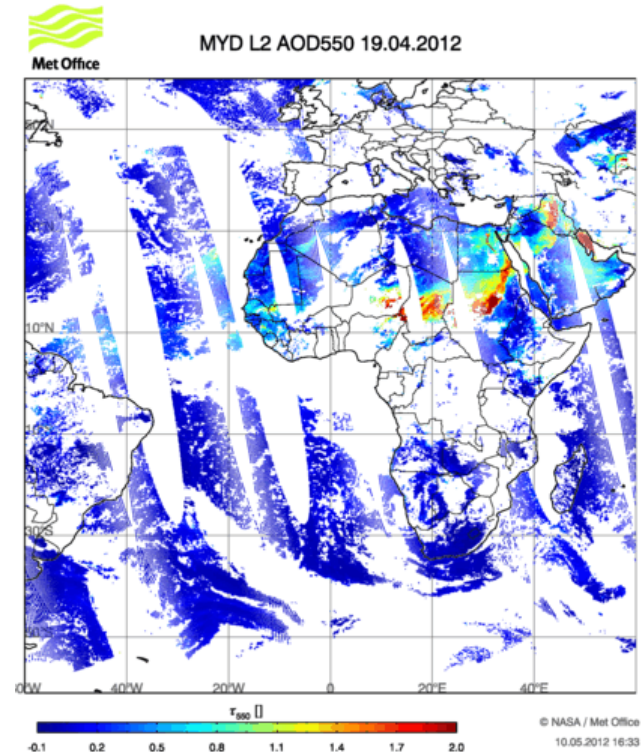 Met Office
MYD L2 AOD550 19.04.2012
10°N
40°W 20°W 0 20°E 40°E
τ550 []
-0.1 0.2 0.5 0.8 1.1 1.4 1.7 2.0
© NASA / Met Office
10.05.2012 16:33